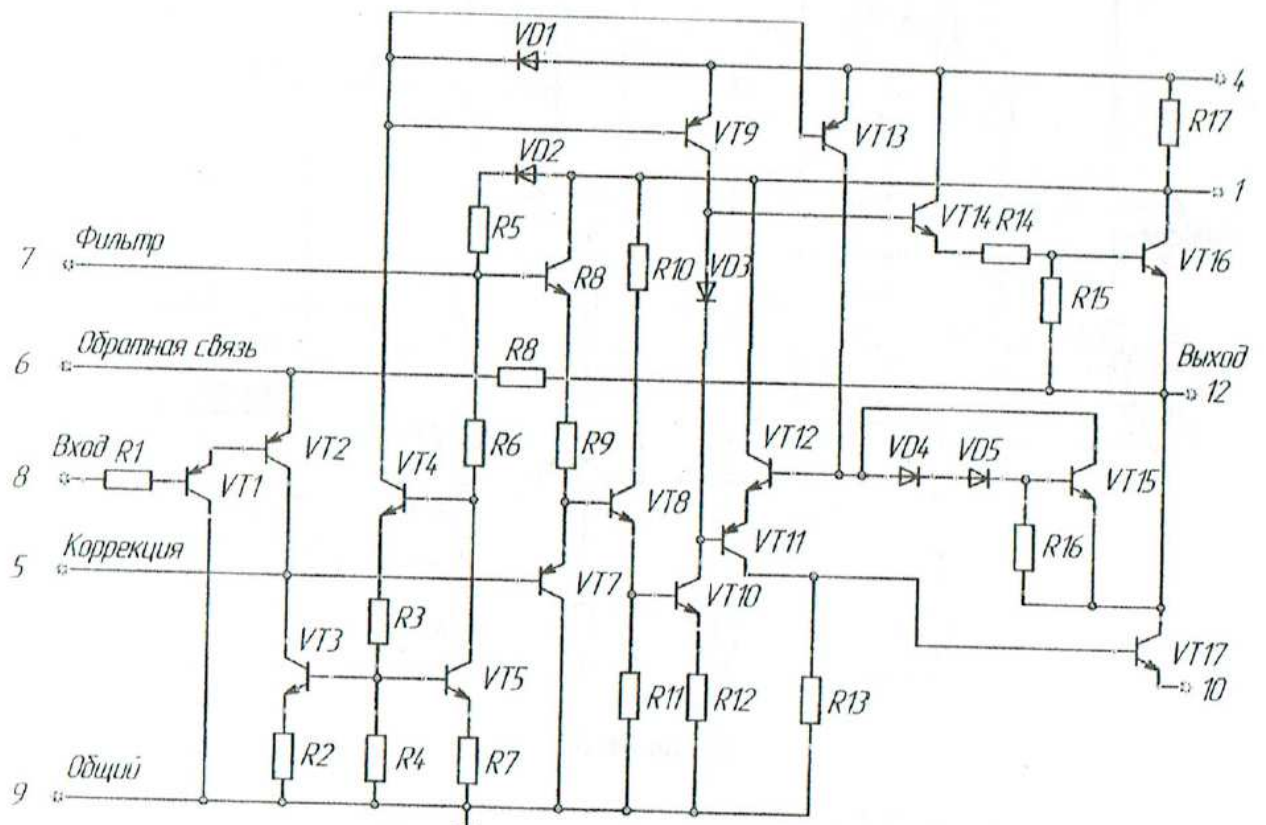 VD1
4
VT9
VT13
R17
VD2
1
R5
VT14
R14
7
Фильтр
R8
R10
VD3
VT16
R15
6
Обратная связь
R8
Выход
12
R6
R9
VT12
VD4
VD5
8
Вход
R1
VT1
VT2
VT4
VT8
VT15
R16
5
Коррекция
VT7
VT10
VT11
R3
VT3
VT5
VT17
10
R11
R12
R13
R2
R4
R7
9
Общий